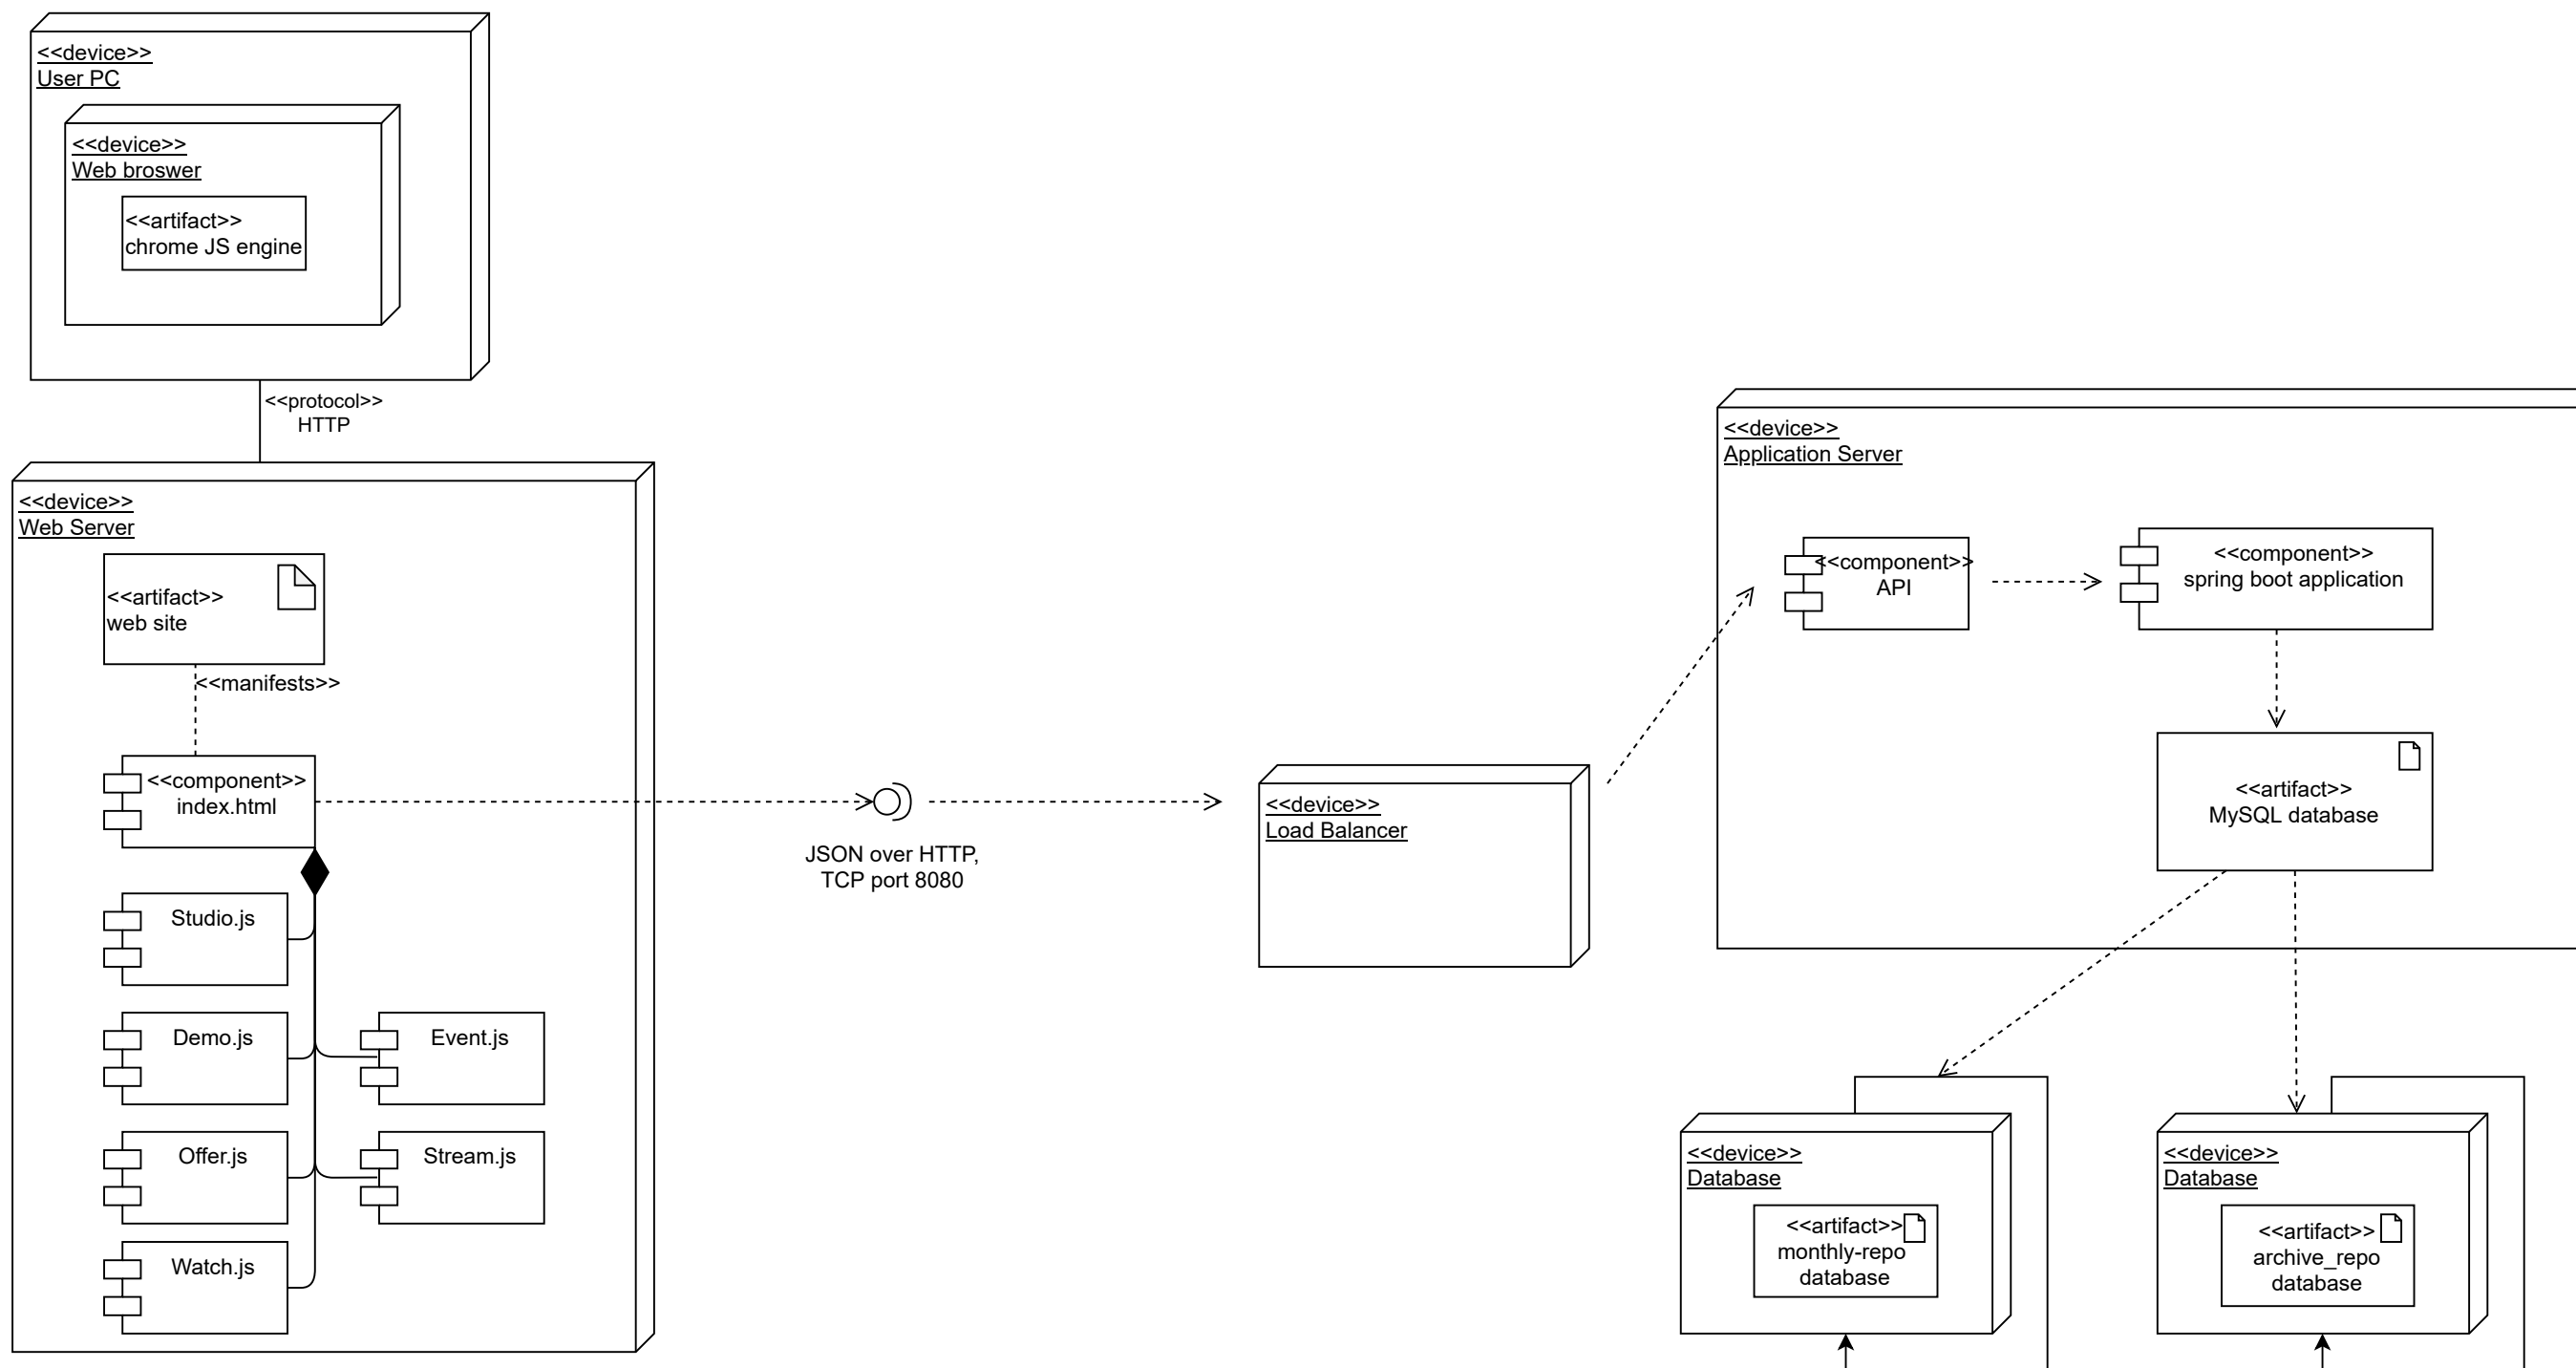 <<device>>
User PC
<<device>>
Web broswer
<<artifact>>
chrome JS engine
<<protocol>>
HTTP
<<device>>
Web Server
<<artifact>>
web site
<<manifests>>
<<component>>
index.html
Studio.js
Demo.js
Event.js
Offer.js
Stream.js
Watch.js
JSON over HTTP,
TCP port 8080
<<device>>
Load Balancer
<<device>>
Application Server
<<component>>
API
<<component>>
spring boot application
<<artifact>>
MySQL database
<<device>>
Database
<<artifact>>
monthly-repo
database
<<device>>
Database
<<artifact>>
archive_repo
database